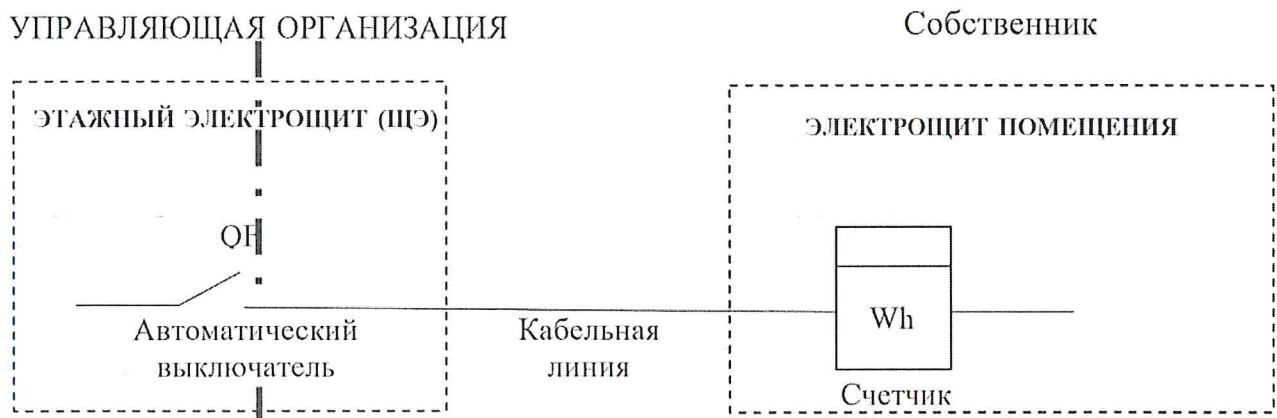 УПРАВЛЯЮЩАЯ ОРГАНИЗАЦИЯ
Собственник
ЭТАЖНЫЙ ЭЛЕКТРОЩИТ (ЩЭ)
ЭЛЕКТРОЩИТ ПОМЕЩЕНИЯ
QF
Автоматический
выключатель
Кабельная
линия
Wh
Счетчик